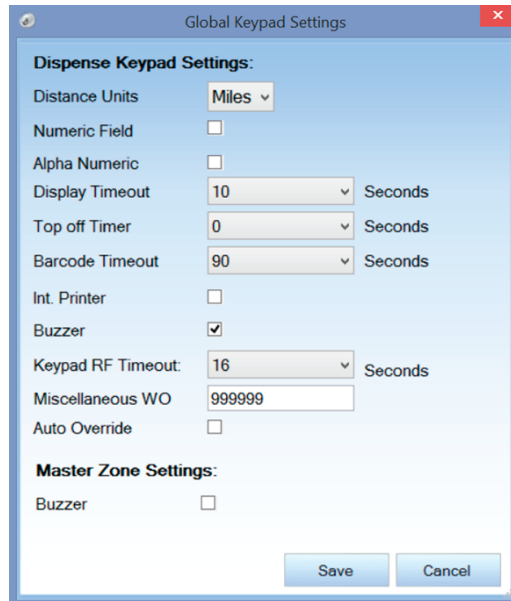 Global Keypad Settings
Dispense Keypad Settings:
Distance Units Miles
Numeric Field
Alpha Numeric
Display Timeout 10 Seconds
Top off Timer 0 Seconds
Barcode Timeout 90 Seconds
Int. Printer
Buzzer
Keypad RF Timeout: 16 Seconds
Miscellaneous WO 999999
Auto Override
Master Zone Settings:
Buzzer
Save Cancel